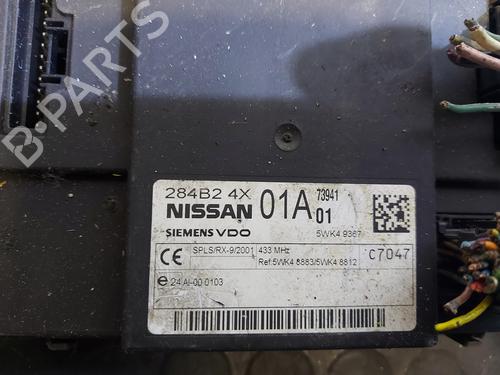 B-PARTS
284B2 4X
NISSAN 01A 73941 01
SIEMENS VDO 5WK4 9367
CE SPLS/RX-9/2001 433 MHz C7047
Ref:5WK4 8883/5WK4 8812
e 24 AI-00 0103